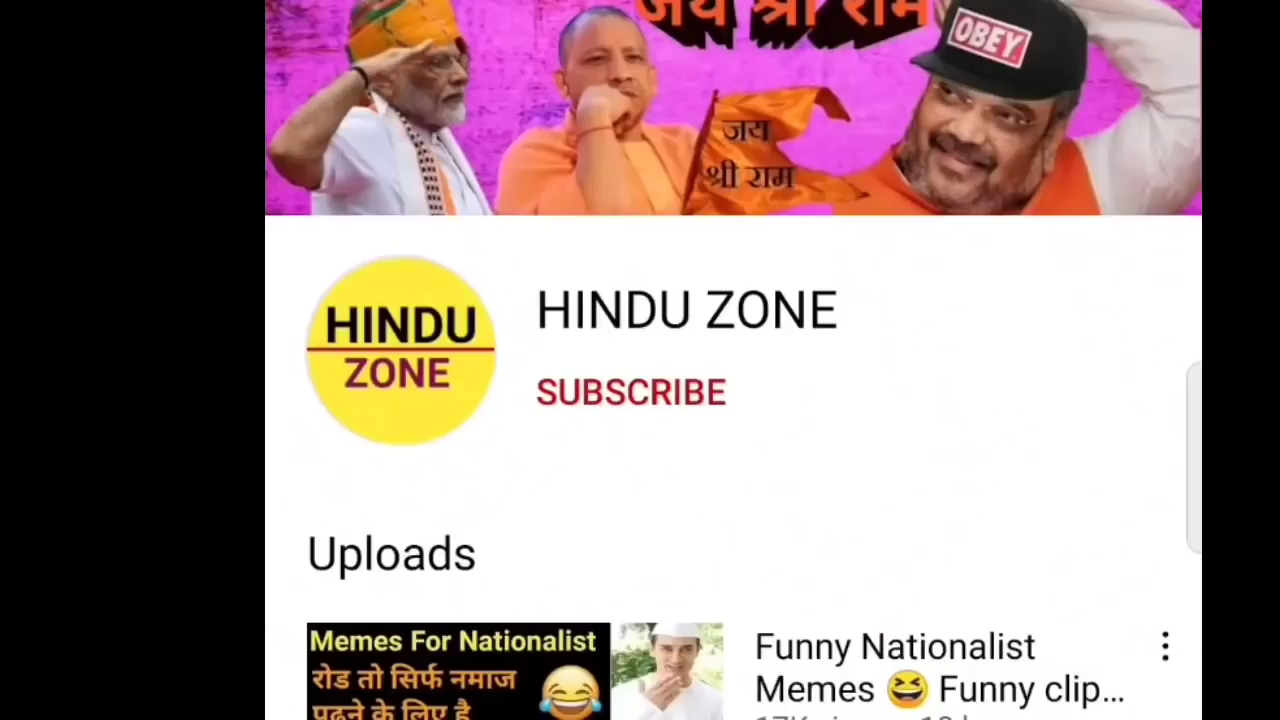 जय श्री राम
OBEY.
जय
श्री राम
HINDU
ZONE
HINDU ZONE
SUBSCRIBE
Uploads
Memes For Nationalist
रोड तो सिर्फ नमाज
पढ़ने के लिए है
Funny Nationalist
Memes 😆 Funny clip...